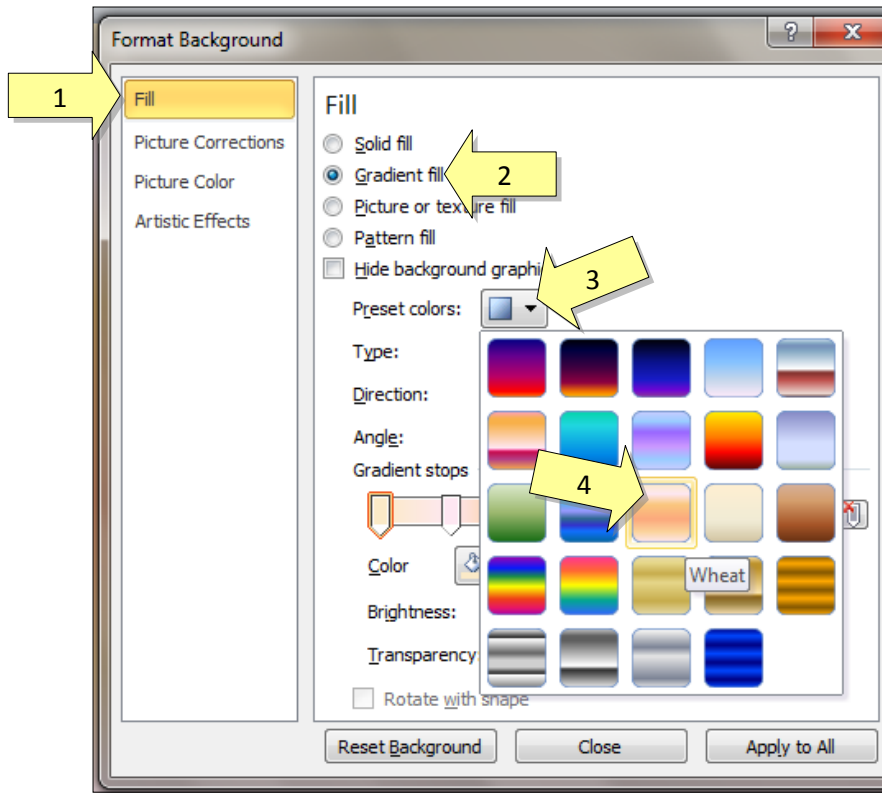 Format Background
?
X
1
Fill
Picture Corrections
Picture Color
Artistic Effects
Fill
Solid fill
Gradient fill
2
Picture or texture fill
Pattern fill
Hide background graphi
3
Preset colors:
Type:
Direction:
Angle:
Gradient stops
4
Color
Wheat
Brightness:
Transparency:
Rotate with shape
Reset Background
Close
Apply to All